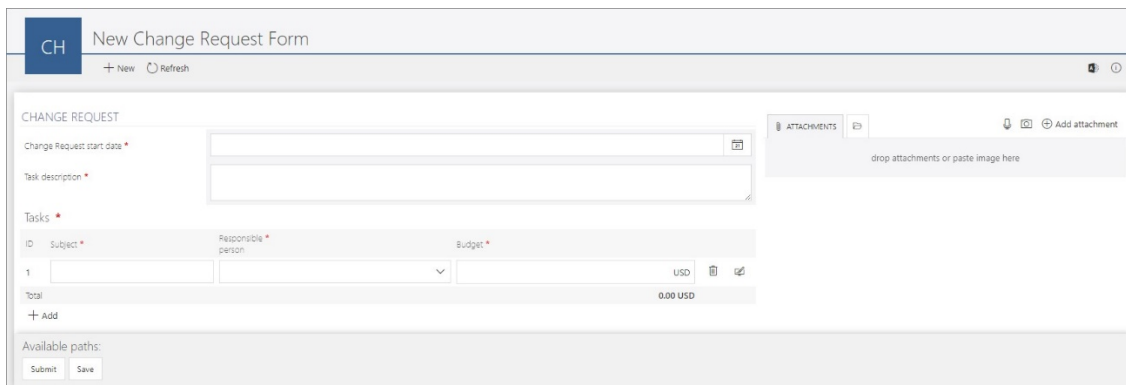 CH
New Change Request Form
New Refresh
CHANGE REQUEST
Change Request start date *
Task description *
Tasks *
ID Subject * Responsible * person Budget *
1 USD
Total 0.00 USD
Add
ATTACHMENTS
Add attachment
drop attachments or paste image here
Available paths:
Submit Save